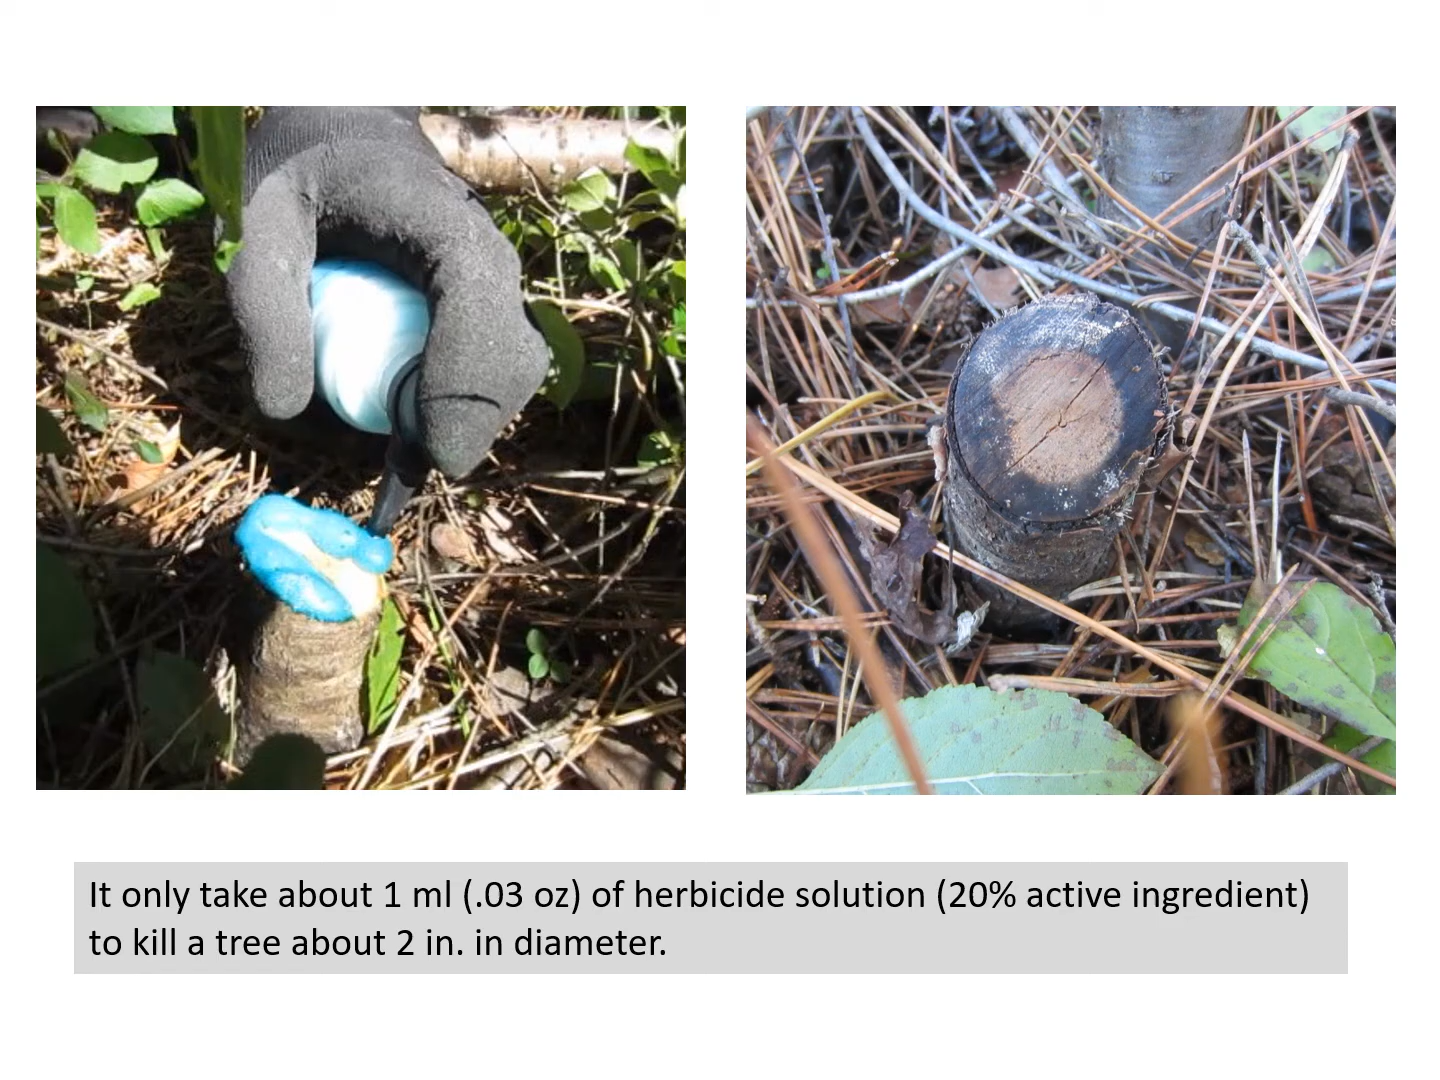 It only take about 1 ml (.03 oz) of herbicide solution (20% active ingredient)
to kill a tree about 2 in. in diameter.